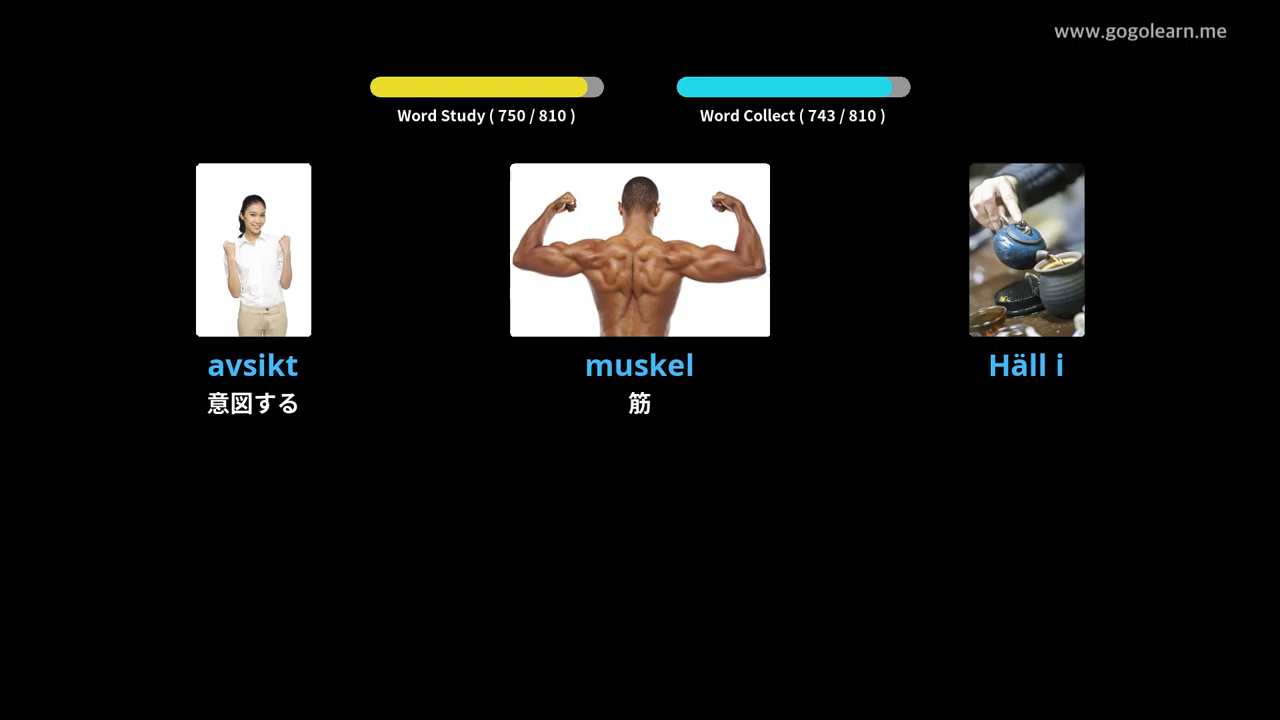 www.gogolearn.me
Word Study ( 750 / 810 )
Word Collect ( 743 / 810 )
avsikt
意図する
muskel
筋
Häll i